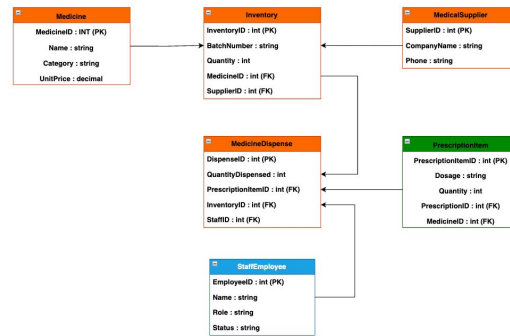 Medicine
MedicineID : INT (PK)
Name : string
Category : string
UnitPrice : decimal
Inventory
InventoryID : int (PK)
BatchNumber : string
Quantity : int
MedicineID : int (FK)
SupplierID : int (FK)
MedicalSupplier
SupplierID : int (PK)
CompanyName : string
Phone : string
MedicineDispense
DispenseID : int (PK)
QuantityDispensed : int
PrescriptionItemID : int (FK)
InventoryID : int (FK)
StaffID : int (FK)
PrescriptionItem
PrescriptionItemID : int (PK)
Dosage : string
Quantity : int
PrescriptionID : int (FK)
MedicineID : int (FK)
StaffEmployee
EmployeeID : int (PK)
Name : string
Role : string
Status : string